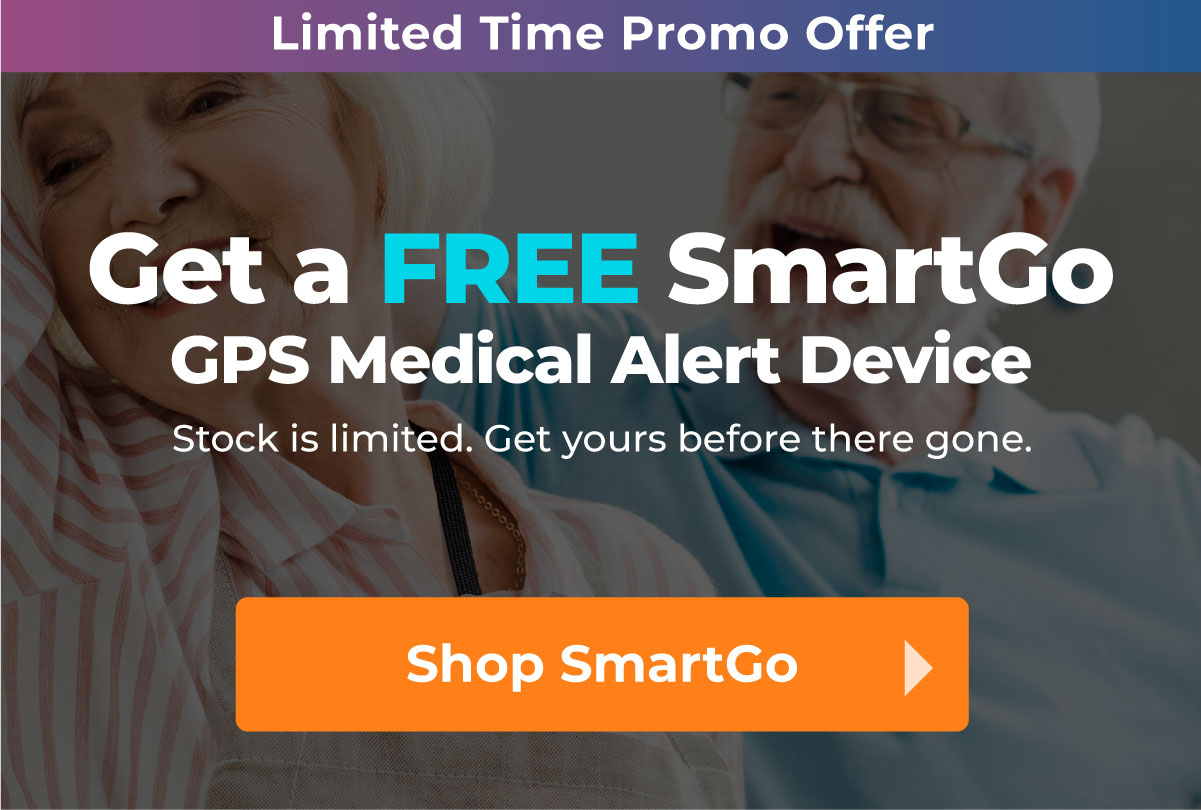 Limited Time Promo Offer
Get a FREE SmartGo
GPS Medical Alert Device
Stock is limited. Get yours before there gone.
Shop SmartGo